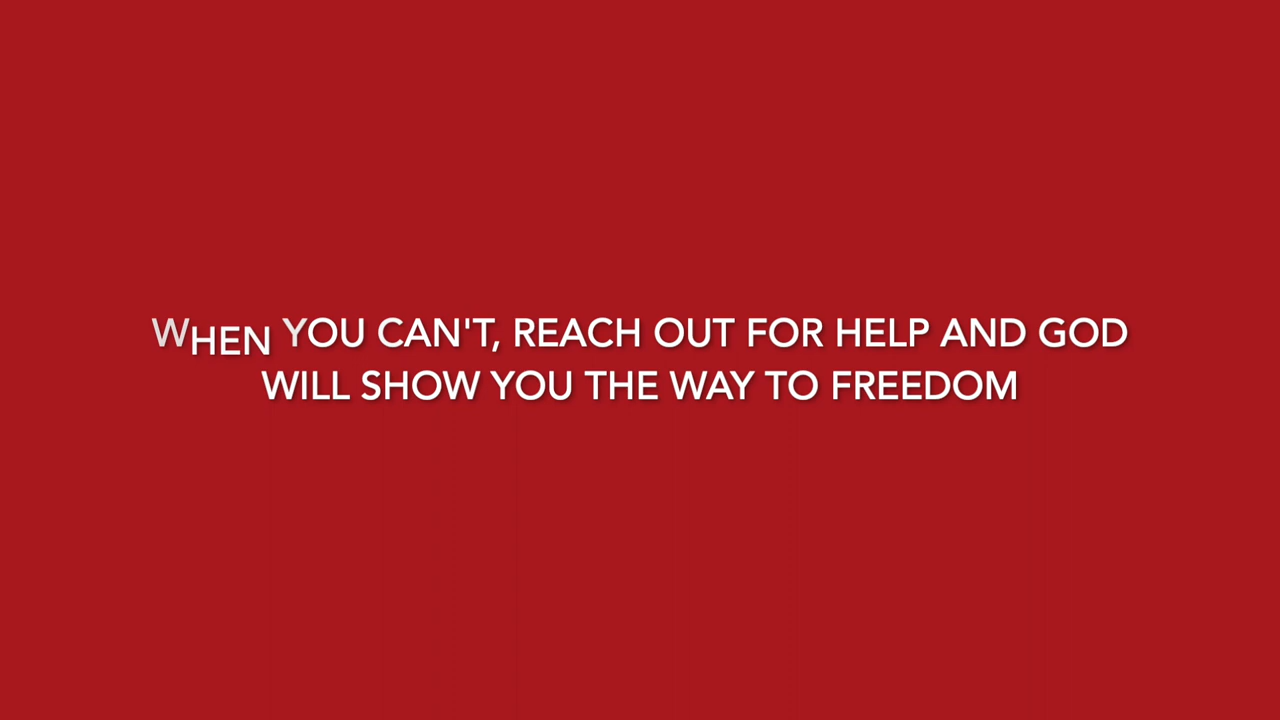 WHEN YOU CAN'T, REACH OUT FOR HELP AND GOD
WILL SHOW YOU THE WAY TO FREEDOM